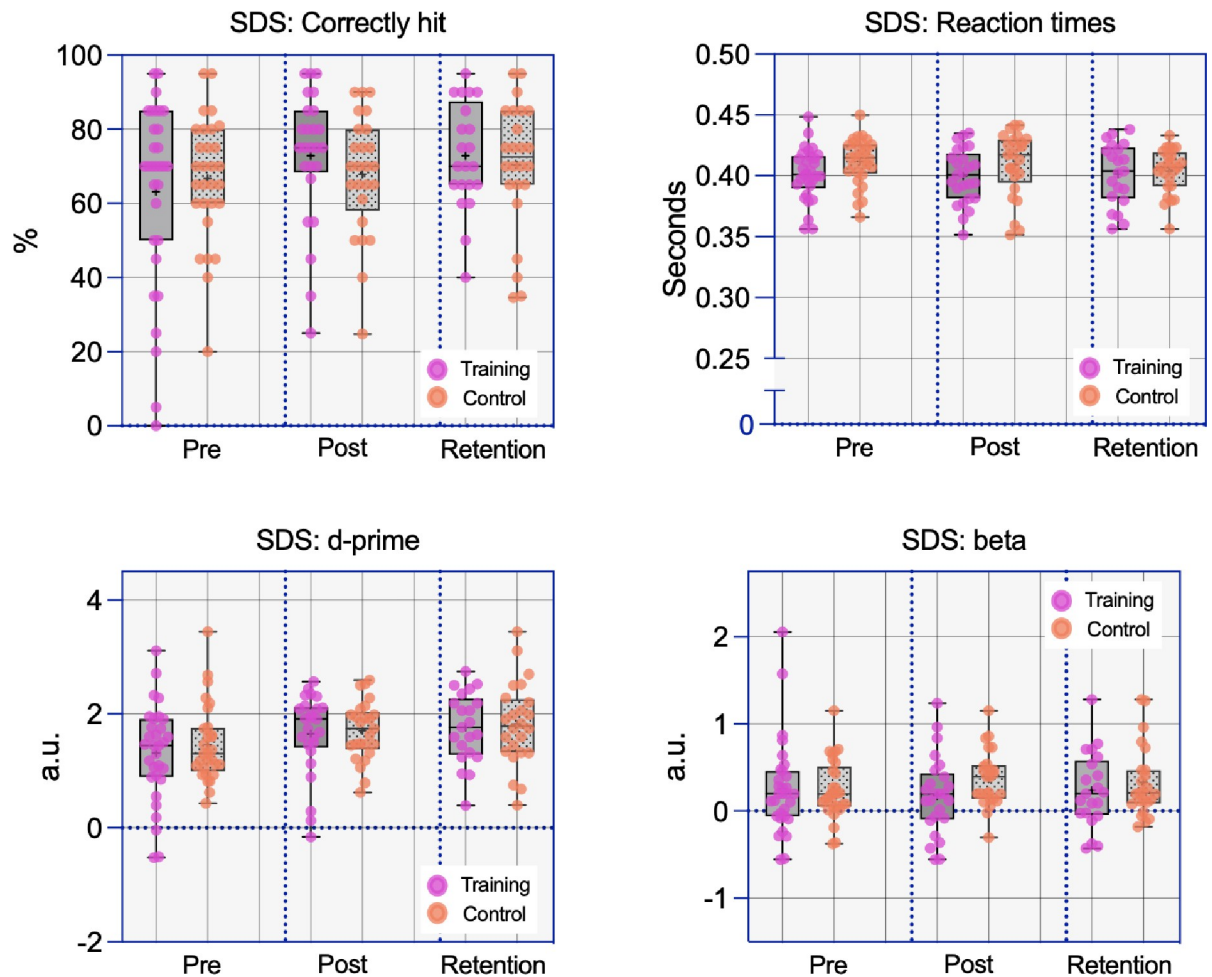 SDS: Correctly hit
100
80
60
40
20
0
%
Training
Control
Pre
Post
Retention
SDS: Reaction times
0.50
0.45
0.40
0.35
0.30
0.25
0
Seconds
Training
Control
Pre
Post
Retention
SDS: d-prime
4
2
0
-2
a.u.
Training
Control
Pre
Post
Retention
SDS: beta
2
1
0
-1
a.u.
Training
Control
Pre
Post
Retention